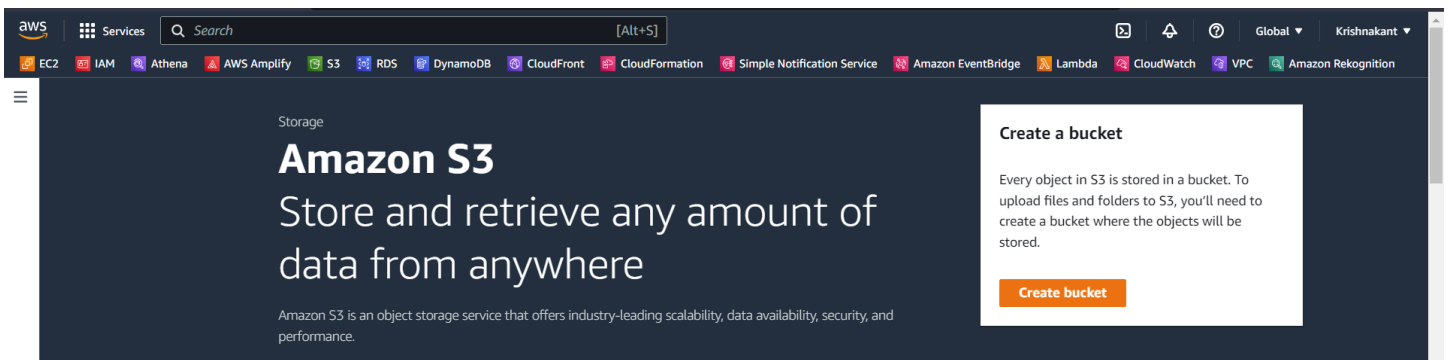 aws Services Search [Alt+S] Global ▼ Krishnakant ▼
EC2 IAM Athena AWS Amplify S3 RDS DynamoDB CloudFront CloudFormation Simple Notification Service Amazon EventBridge Lambda CloudWatch VPC Amazon Rekognition
Storage
Amazon S3
Store and retrieve any amount of
data from anywhere
Amazon S3 is an object storage service that offers industry-leading scalability, data availability, security, and
performance.
Create a bucket
Every object in S3 is stored in a bucket. To
upload files and folders to S3, you'll need to
create a bucket where the objects will be
stored.
Create bucket